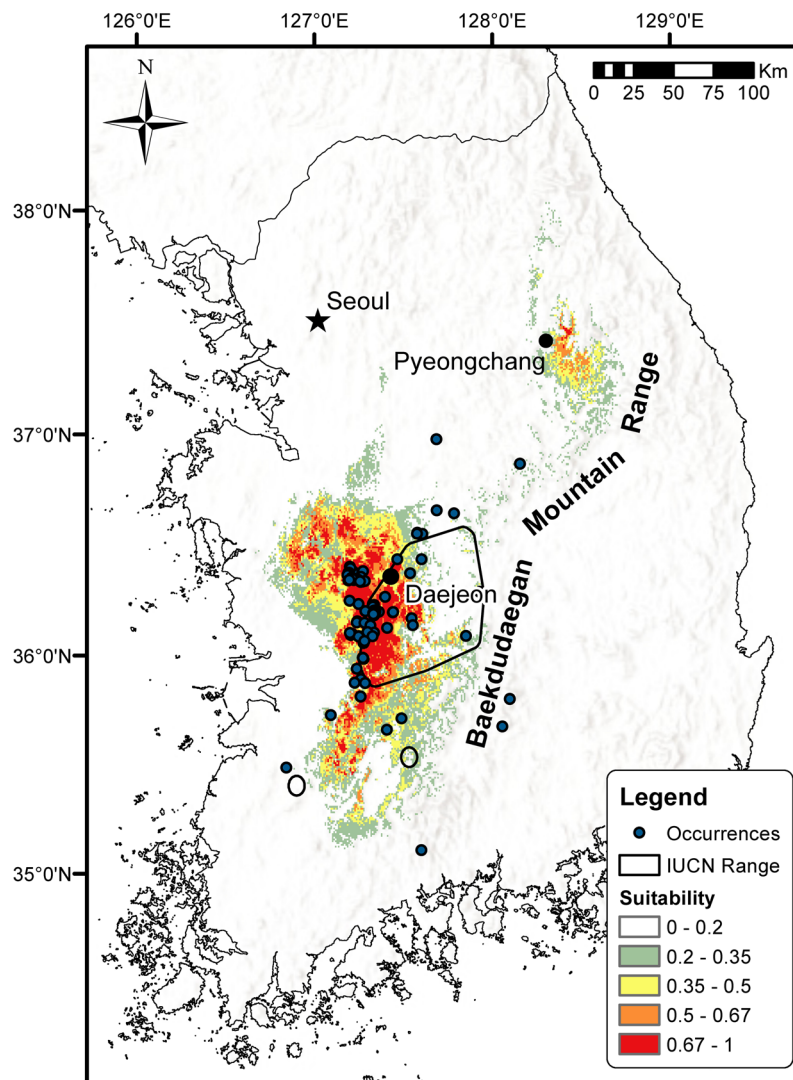 126°0'E 127°0'E 128°0'E 129°0'E
N
Km
0 25 50 75 100
38°0'N
Seoul
Pyeongchang
Range
37°0'N
Mountain
Daejeon
Baekdudaegan
36°0'N
35°0'N
Legend
Occurrences
IUCN Range
Suitability
0 - 0.2
0.2 - 0.35
0.35 - 0.5
0.5 - 0.67
0.67 - 1